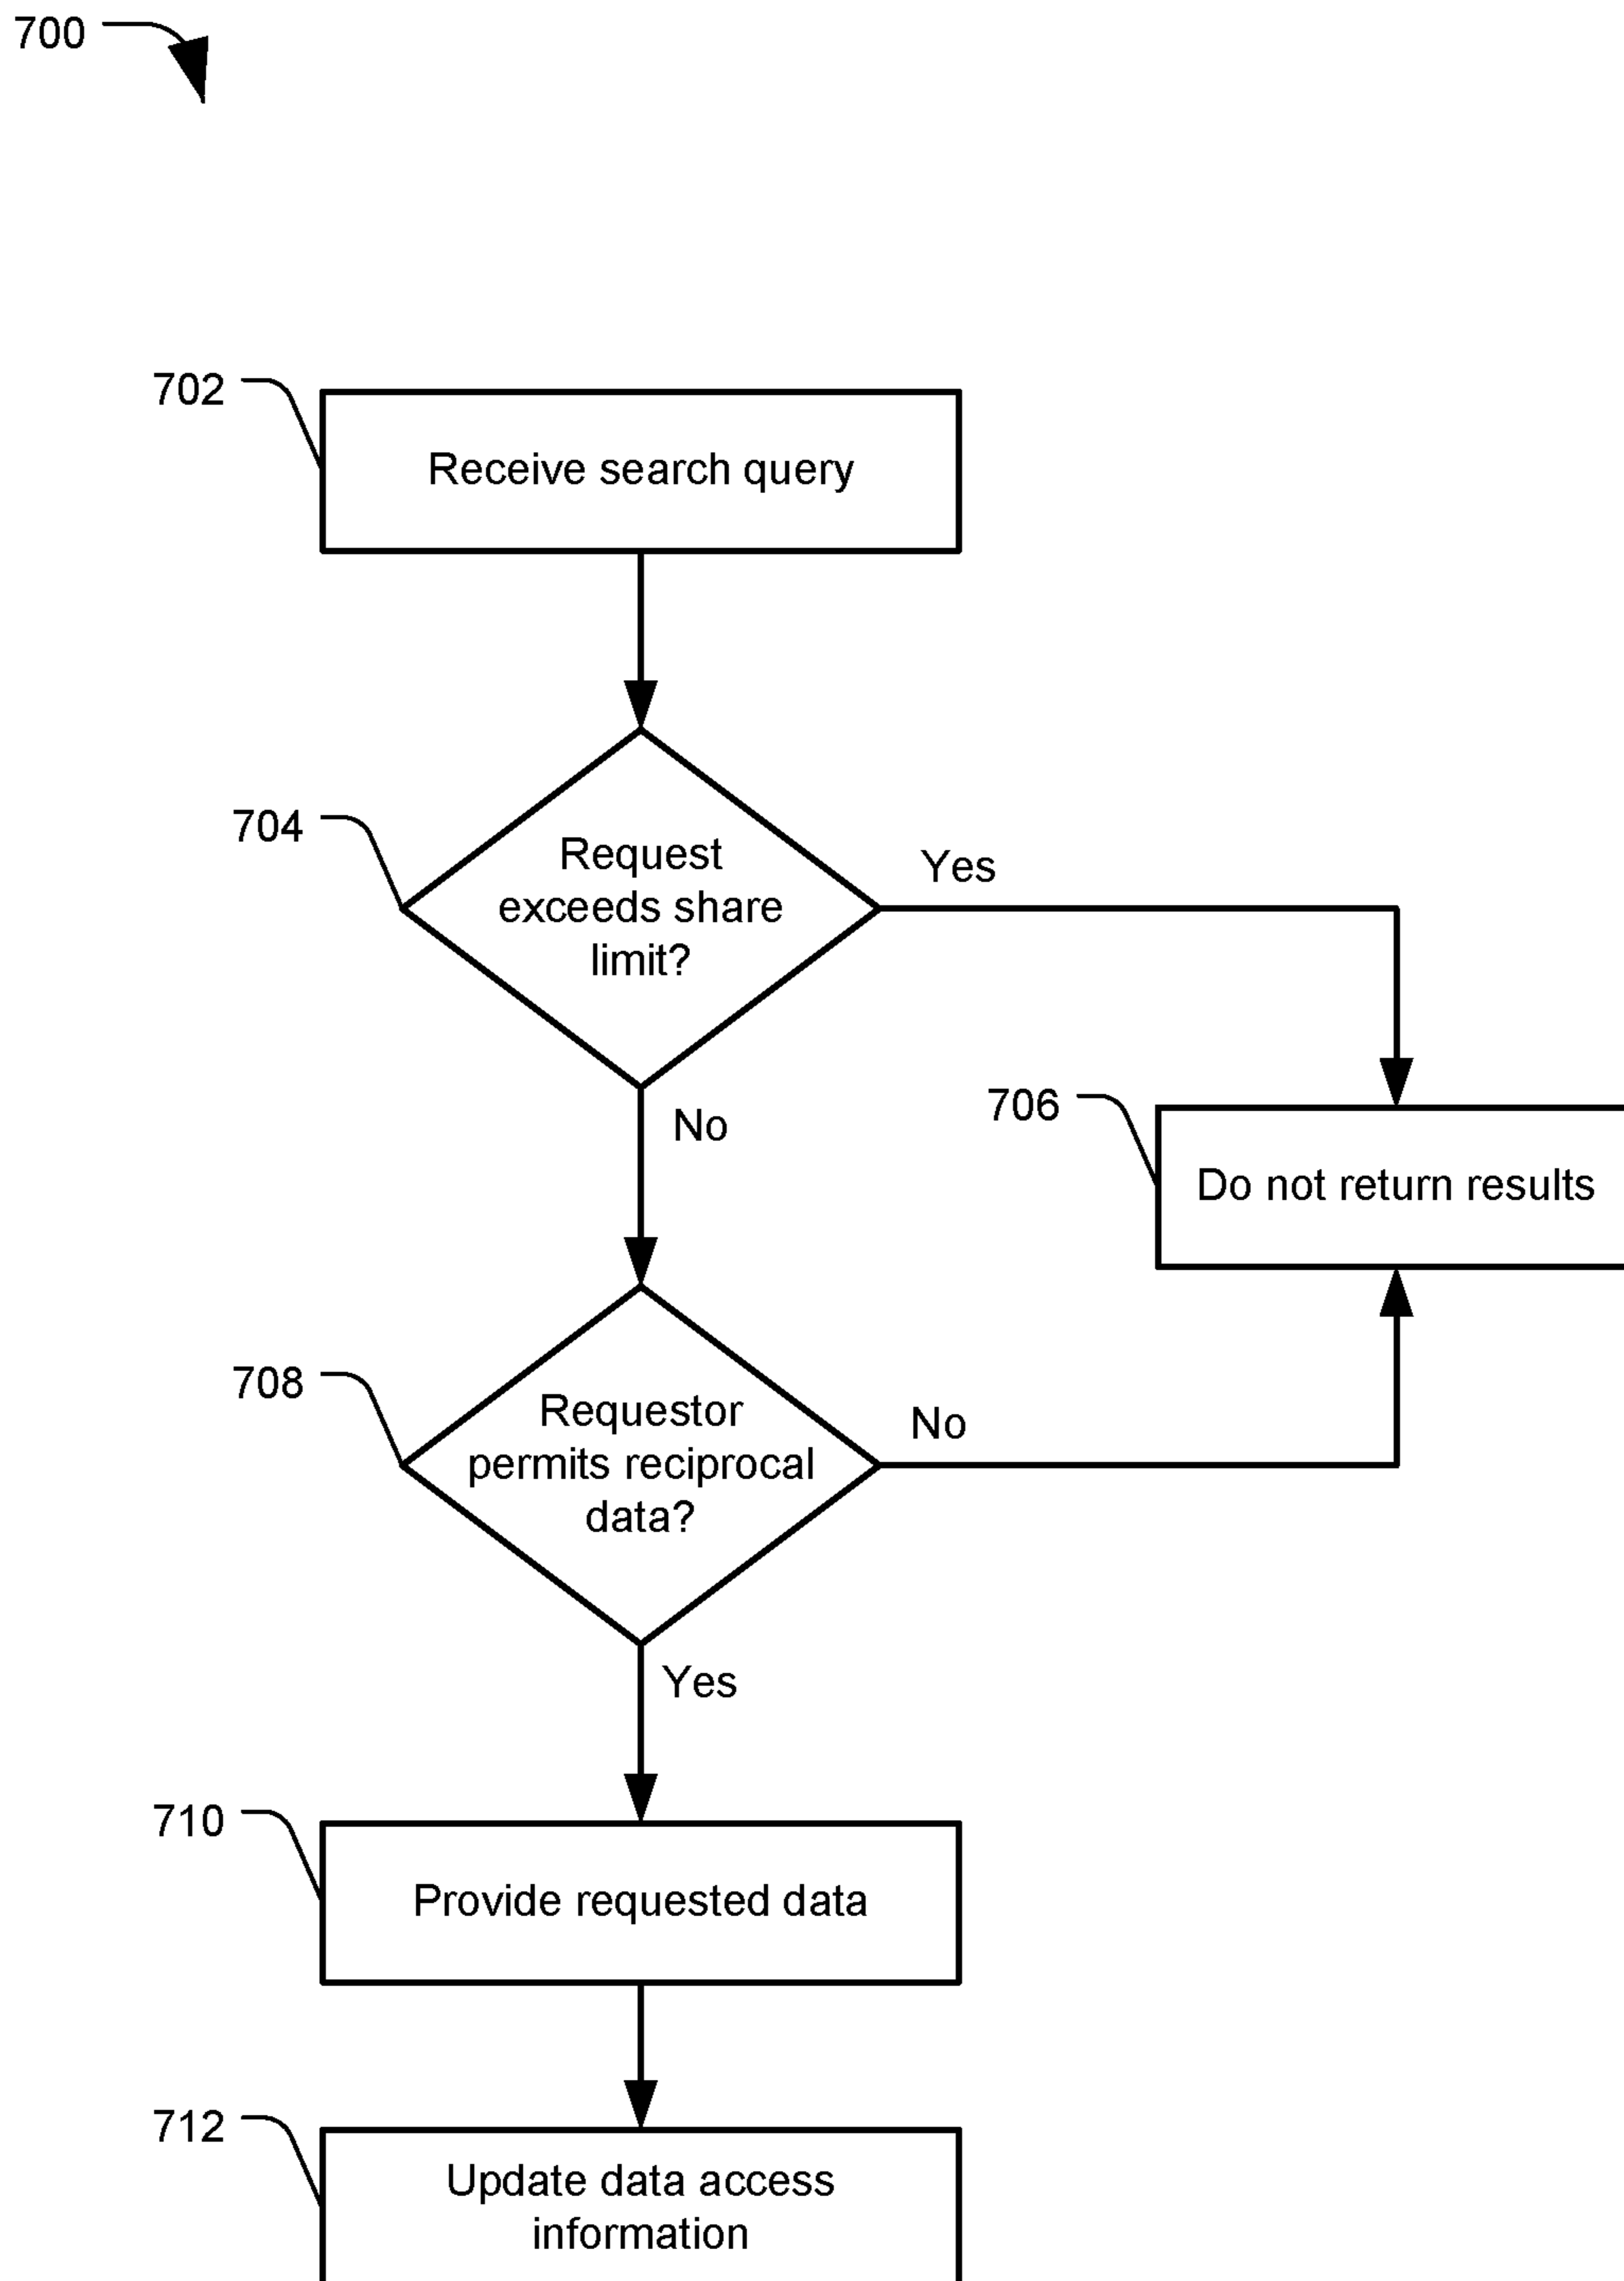 700
702
Receive search query
704
Request
exceeds share
limit?
Yes
No
706
Do not return results
708
Requestor
permits reciprocal
data?
No
Yes
710
Provide requested data
712
Update data access
information